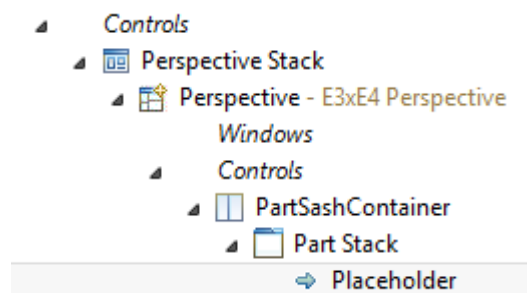 Controls
Perspective Stack
Perspective - E3xE4 Perspective
Windows
Controls
PartSashContainer
Part Stack
Placeholder